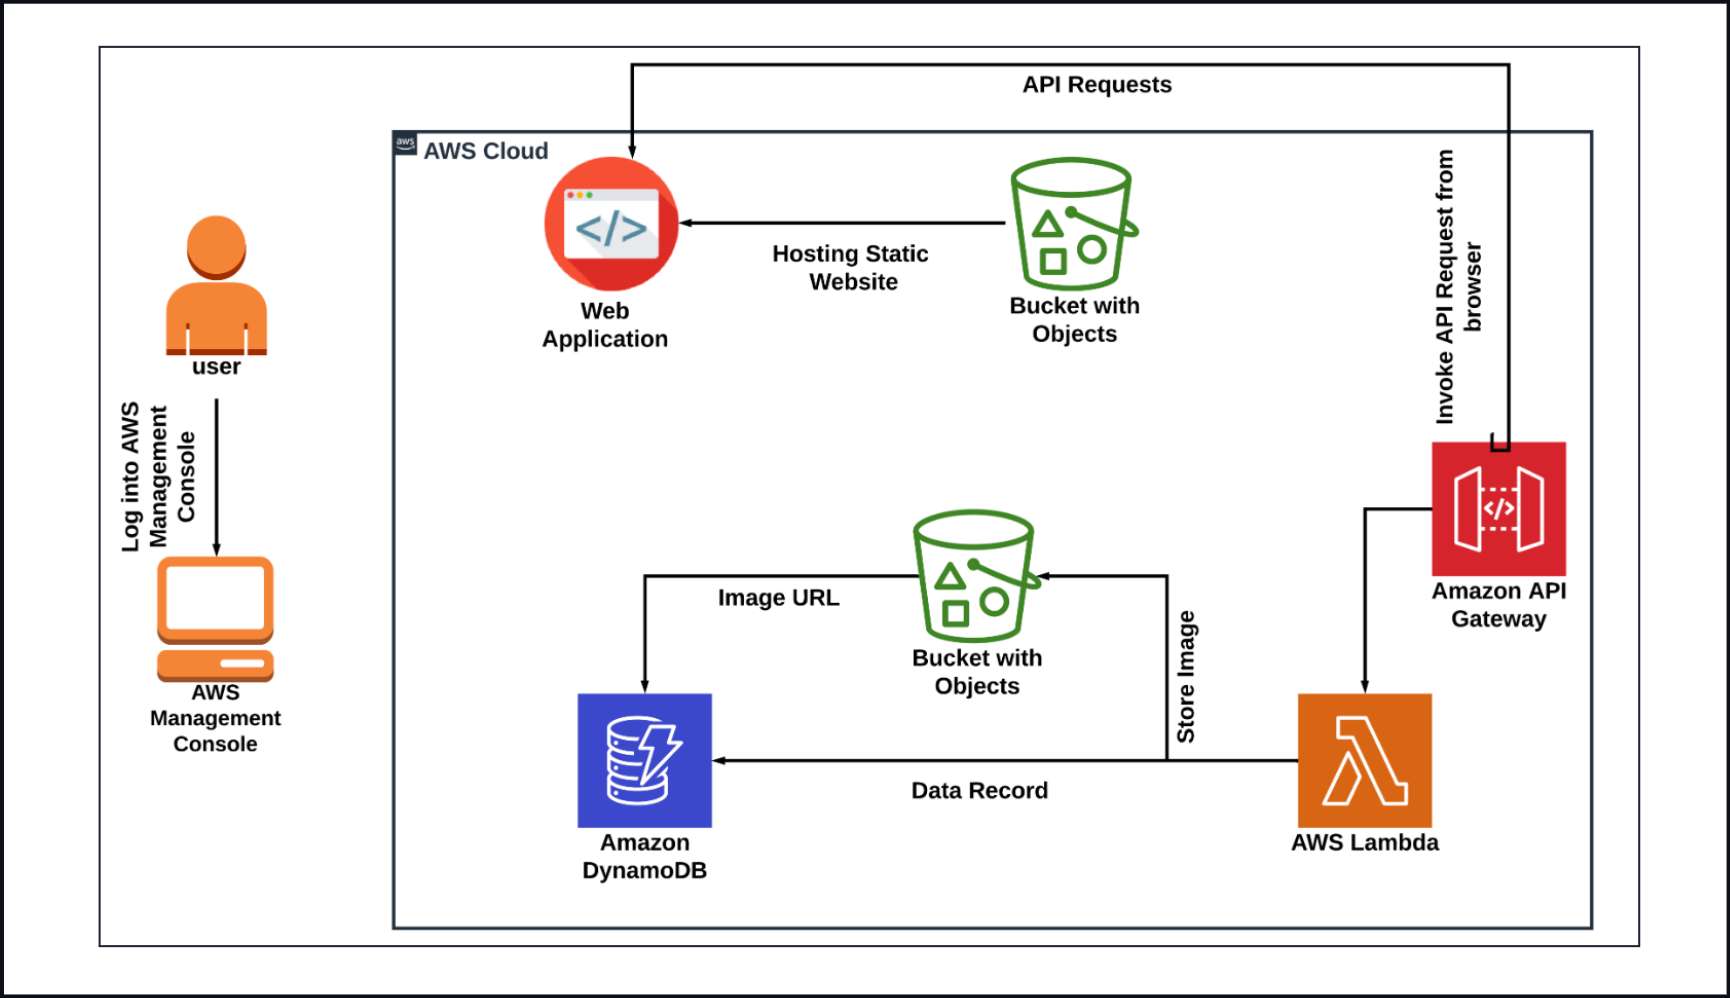 API Requests
aws
AWS Cloud
Invoke API Request from
browser
</>
Hosting Static
Website
Web
Application
Bucket with
Objects
user
Log into AWS
Management
Console
</>
Amazon API
Gateway
Image URL
Bucket with
Objects
Store Image
AWS
Management
Console
Data Record
Amazon
DynamoDB
AWS Lambda